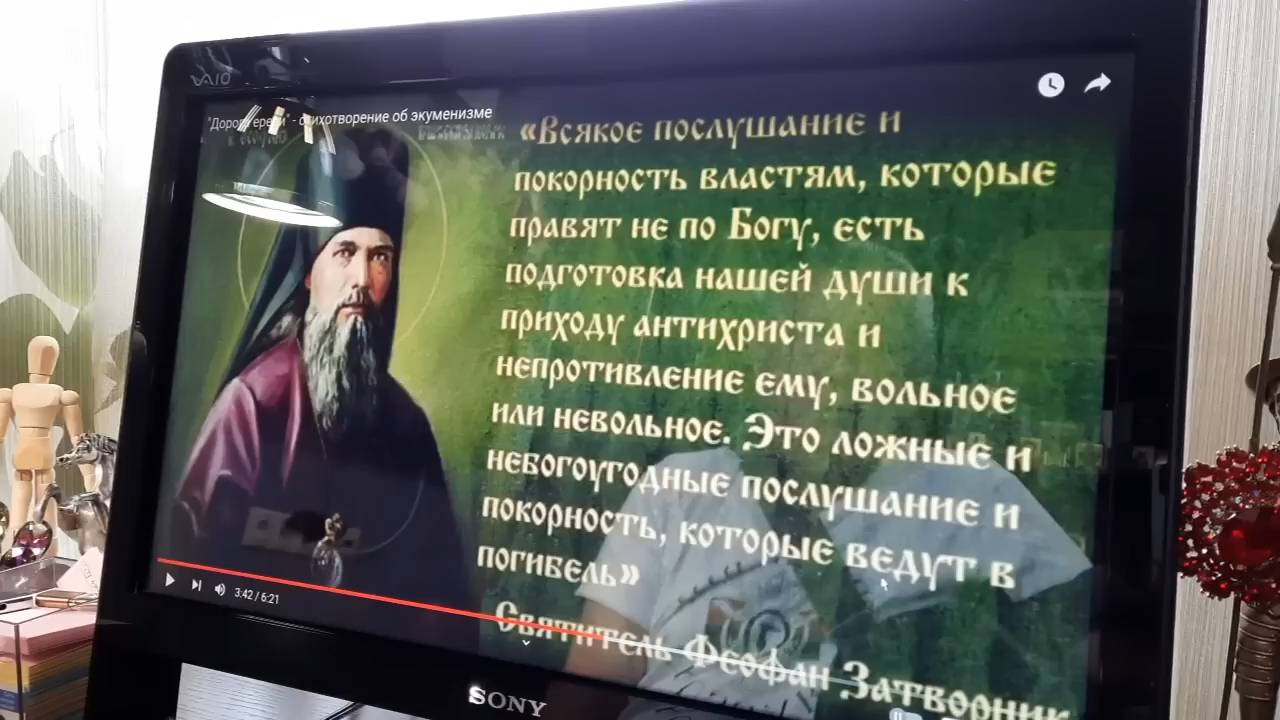 VAIO
"Дорога ереси" - стихотворение об экуменизме
«Всякое послушание и
покорность властям, которые
правят не по Богу, есть
подготовка нашей души к
приходу антихриста и
непротивление ему, вольное
или невольное. Это ложные и
небогоугодные послушание и
покорность, которые ведут в
погибель»
Святитель Феофан Затворник
3:42 / 6:21
SONY